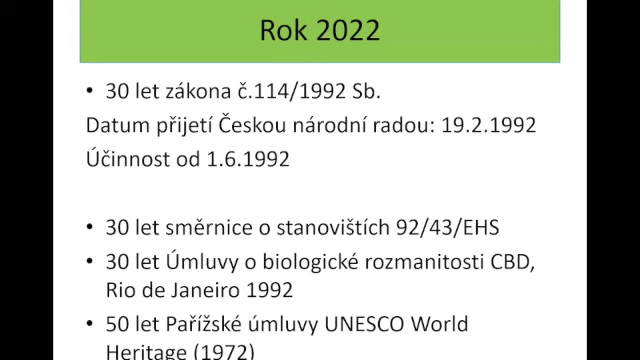 Rok 2022
• 30 let zákona č.114/1992 Sb.
Datum přijetí Českou národní radou: 19.2.1992
Účinnost od 1.6.1992
• 30 let směrnice o stanovištích 92/43/EHS
• 30 let Úmluvy o biologické rozmanitosti CBD,
Rio de Janeiro 1992
• 50 let Pařížské úmluvy UNESCO World
Heritage (1972)